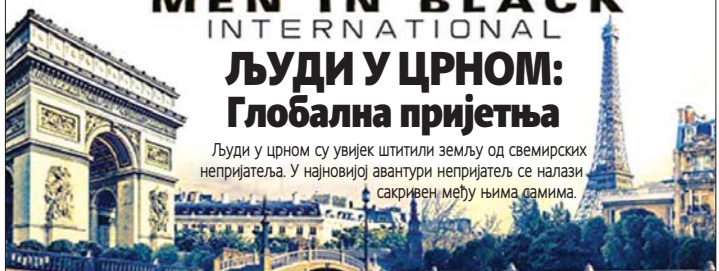 MEN IN BLACK
INTERNATIONAL
ЉУДИ У ЦРНОМ:
Глобална пријетња
Људи у црном су увијек штитили земљу од свемирских
непријатеља. У најновијој авантури непријатељ се налази
сакривен међу њима самима.